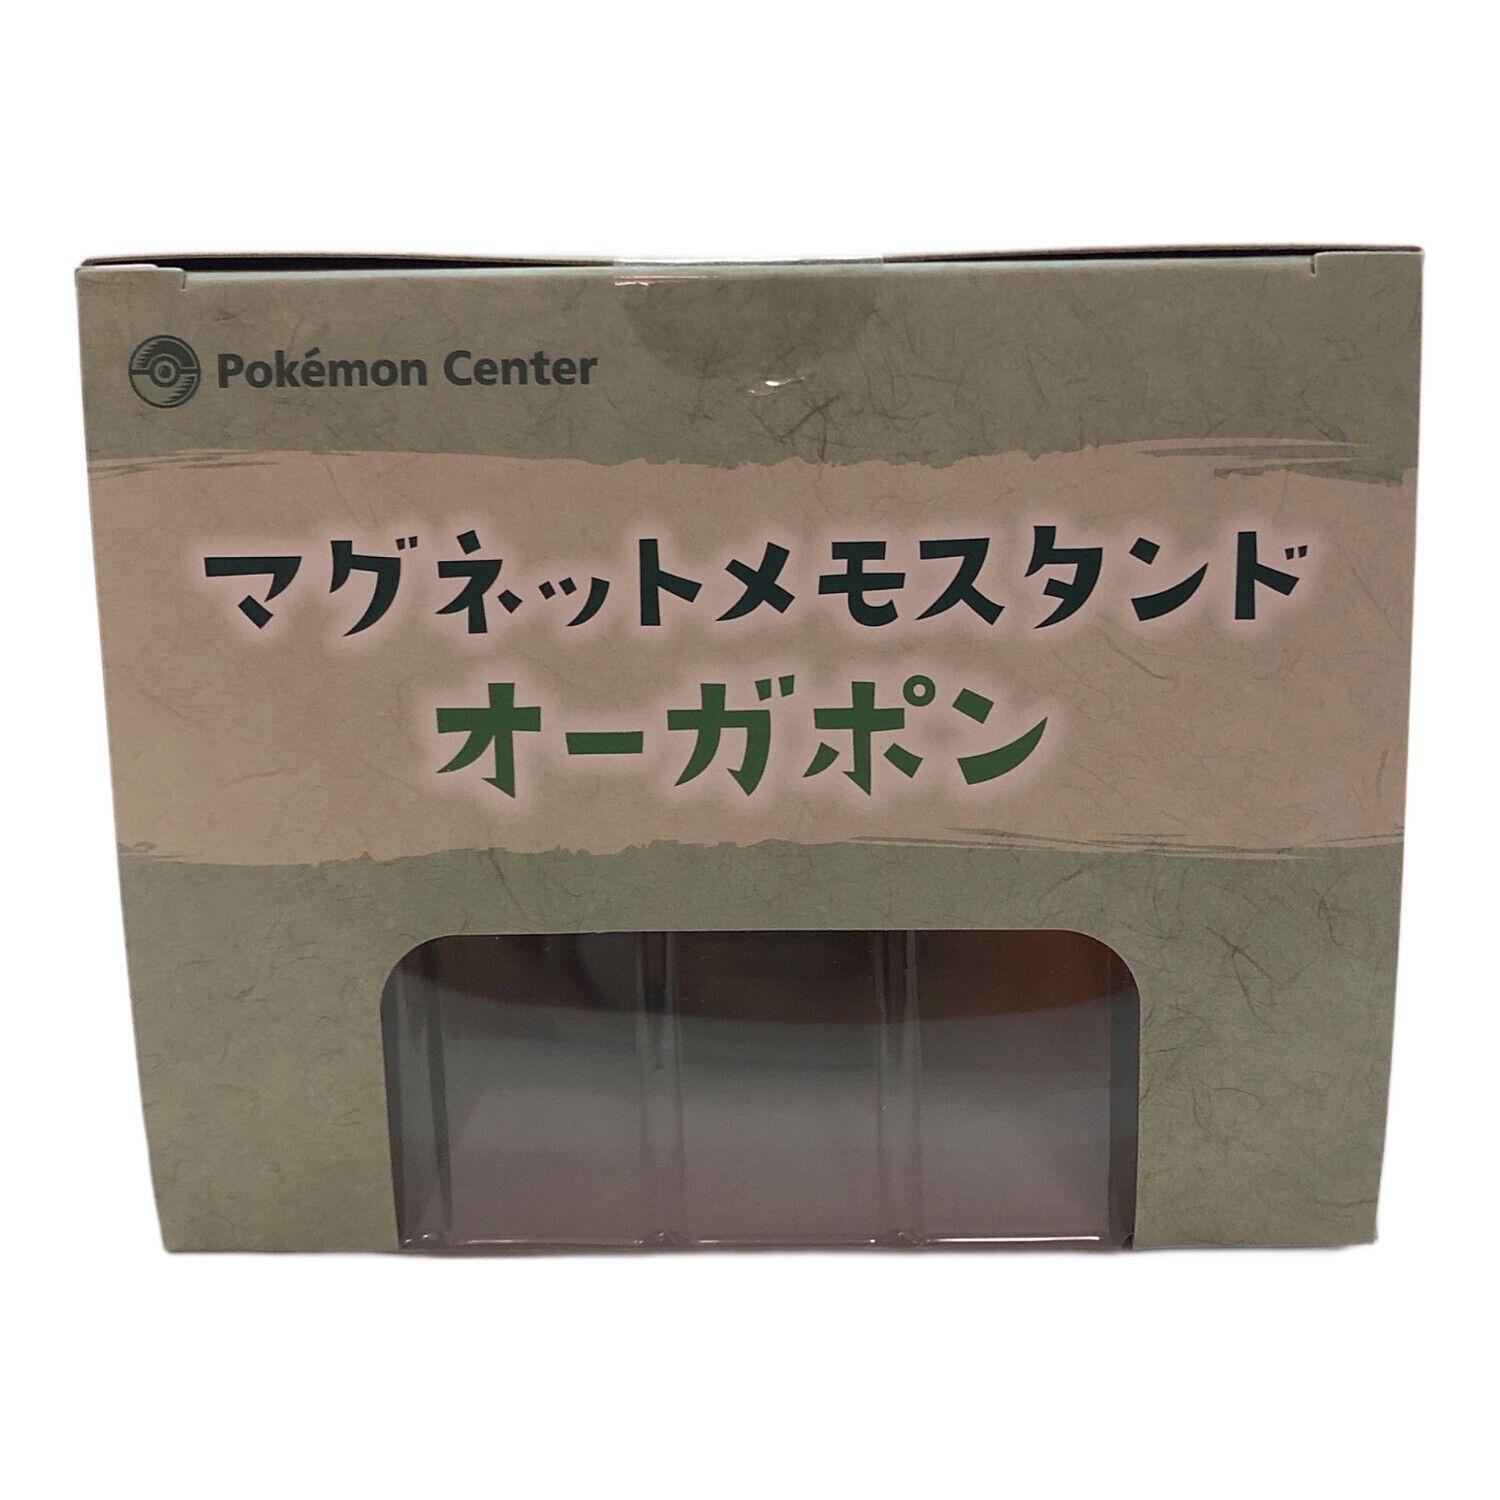 Pokémon Center
マグネットメモスタンド
オーガポン